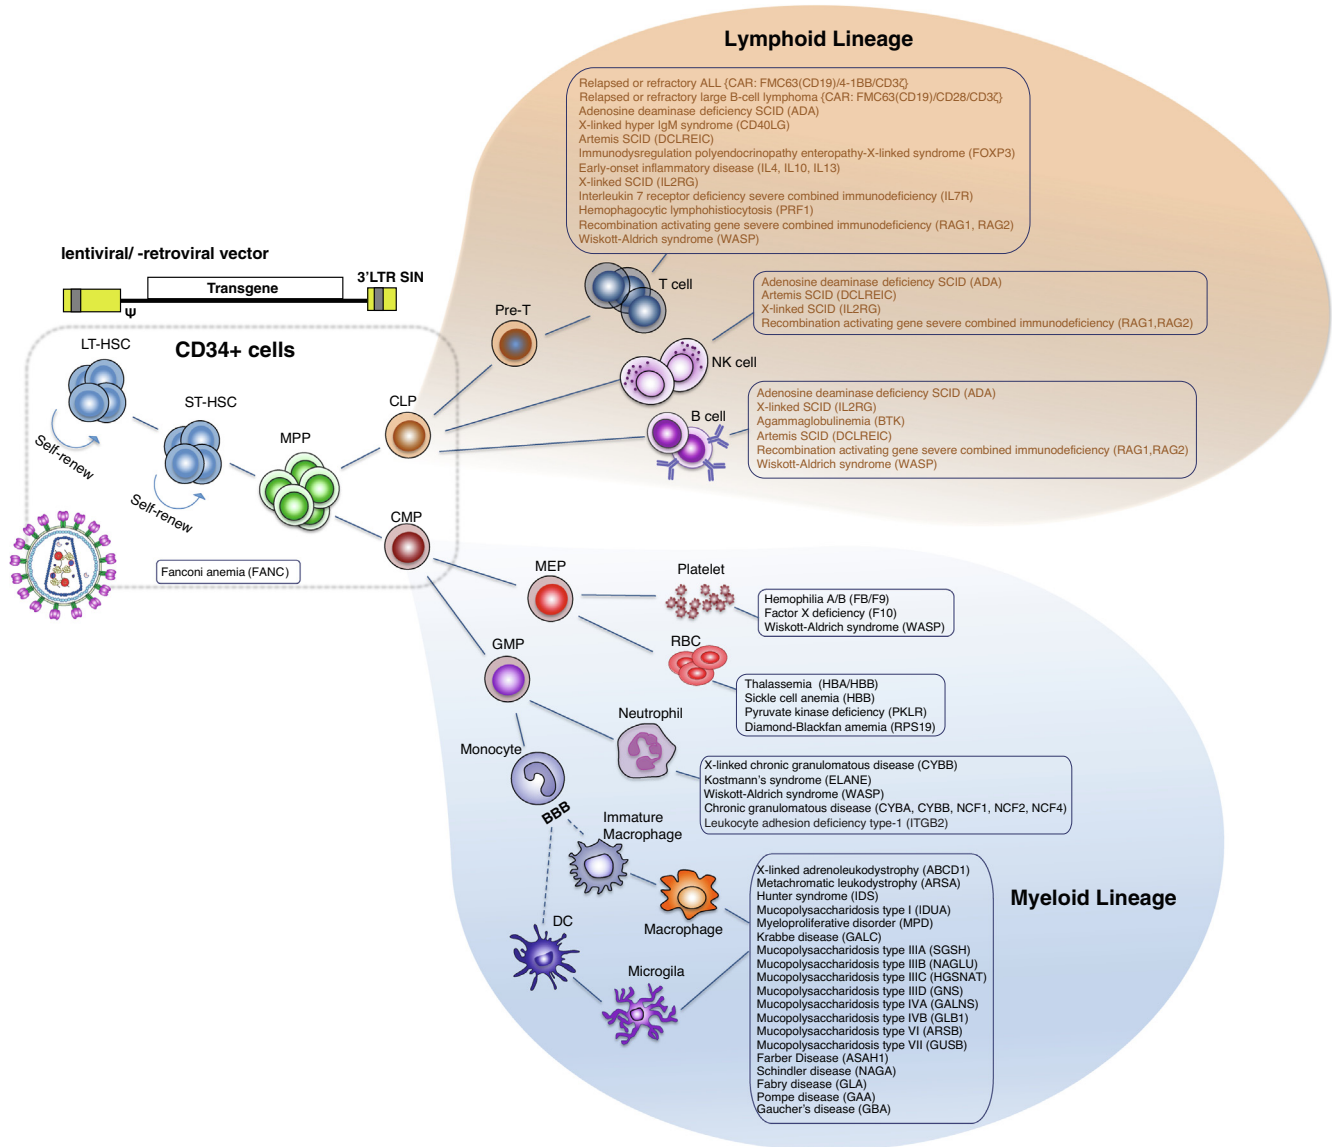 Lymphoid Lineage
Relapsed or refractory ALL {CAR: FMC63(CD19)/4-1BB/CD3ζ}
Relapsed or refractory large B-cell lymphoma {CAR: FMC63(CD19)/CD28/CD3ζ}
Adenosine deaminase deficiency SCID (ADA)
X-linked hyper IgM syndrome (CD40LG)
Artemis SCID (DCLREIC)
Immunodysregulation polyendocrinopathy enteropathy-X-linked syndrome (FOXP3)
Early-onset inflammatory disease (IL4, IL10, IL13)
X-linked SCID (IL2RG)
Interleukin 7 receptor deficiency severe combined immunodeficiency (IL7R)
Hemophagocytic lymphohistiocytosis (PRF1)
Recombination activating gene severe combined immunodeficiency (RAG1, RAG2)
Wiskott-Aldrich syndrome (WASP)
lentiviral/ -retroviral vector
Transgene
3'LTR SIN
Ψ
T cell
Pre-T
Adenosine deaminase deficiency SCID (ADA)
Artemis SCID (DCLREIC)
X-linked SCID (IL2RG)
Recombination activating gene severe combined immunodeficiency (RAG1,RAG2)
NK cell
LT-HSC
CD34+ cells
ST-HSC
Self-renew
MPP
Self-renew
CLP
B cell
Adenosine deaminase deficiency SCID (ADA)
X-linked SCID (IL2RG)
Agammaglobulinemia (BTK)
Artemis SCID (DCLREIC)
Recombination activating gene severe combined immunodeficiency (RAG1,RAG2)
Wiskott-Aldrich syndrome (WASP)
CMP
Fanconi anemia (FANC)
MEP
Platelet
Hemophilia A/B (FB/F9)
Factor X deficiency (F10)
Wiskott-Aldrich syndrome (WASP)
GMP
RBC
Thalassemia (HBA/HBB)
Sickle cell anemia (HBB)
Pyruvate kinase deficiency (PKLR)
Diamond-Blackfan amemia (RPS19)
Neutrophil
Monocyte
X-linked chronic granulomatous disease (CYBB)
Kostmann's syndrome (ELANE)
Wiskott-Aldrich syndrome (WASP)
Chronic granulomatous disease (CYBA, CYBB, NCF1, NCF2, NCF4)
Leukocyte adhesion deficiency type-1 (ITGB2)
BBB
Immature
Macrophage
Macrophage
DC
Microgila
Myeloid Lineage
X-linked adrenoleukodystrophy (ABCD1)
Metachromatic leukodystrophy (ARSA)
Hunter syndrome (IDS)
Mucopolysaccharidosis type I (IDUA)
Myeloproliferative disorder (MPD)
Krabbe disease (GALC)
Mucopolysaccharidosis type IIIA (SGSH)
Mucopolysaccharidosis type IIIB (NAGLU)
Mucopolysaccharidosis type IIIC (HGSNAT)
Mucopolysaccharidosis type IIID (GNS)
Mucopolysaccharidosis type IVA (GALNS)
Mucopolysaccharidosis type IVB (GLB1)
Mucopolysaccharidosis type VI (ARSB)
Mucopolysaccharidosis type VII (GUSB)
Farber Disease (ASAH1)
Schindler disease (NAGA)
Fabry disease (GLA)
Pompe disease (GAA)
Gaucher's disease (GBA)